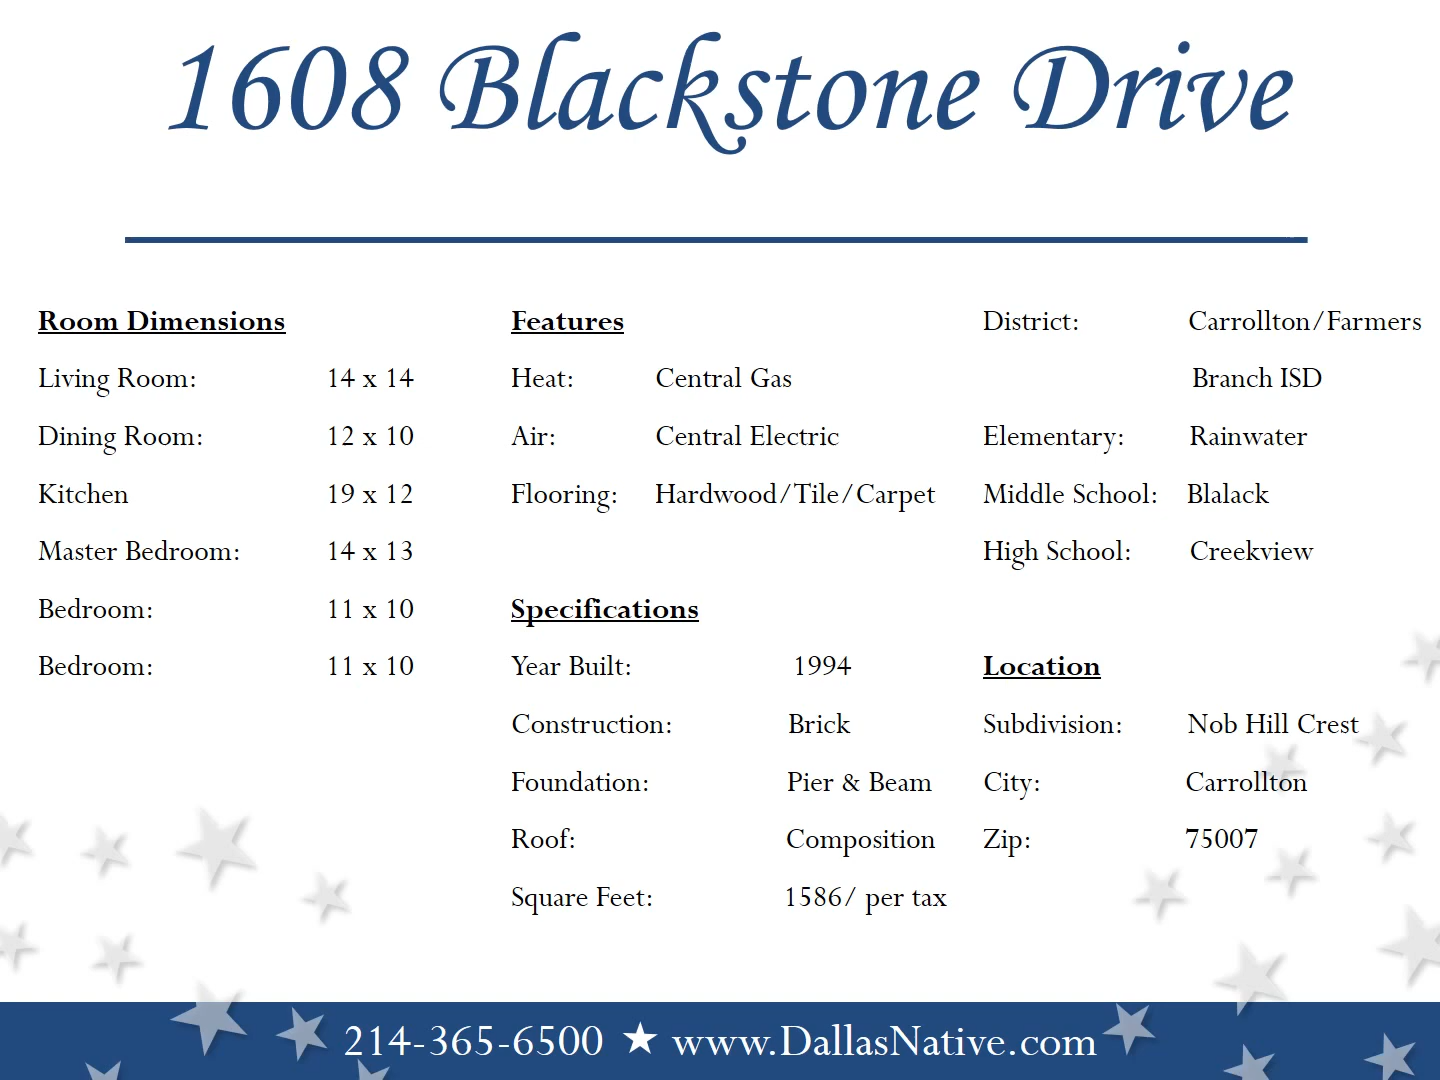 1608 Blackstone Drive
Room Dimensions
Living Room: 14 x 14
Dining Room: 12 x 10
Kitchen 19 x 12
Master Bedroom: 14 x 13
Bedroom: 11 x 10
Bedroom: 11 x 10
Features
Heat: Central Gas
Air: Central Electric
Flooring: Hardwood/Tile/Carpet
Specifications
Year Built: 1994
Construction: Brick
Foundation: Pier & Beam
Roof: Composition
Square Feet: 1586/ per tax
District: Carrollton/Farmers
Branch ISD
Elementary: Rainwater
Middle School: Blalack
High School: Creekview
Location
Subdivision: Nob Hill Crest
City: Carrollton
Zip: 75007
214-365-6500 ★ www.DallasNative.com